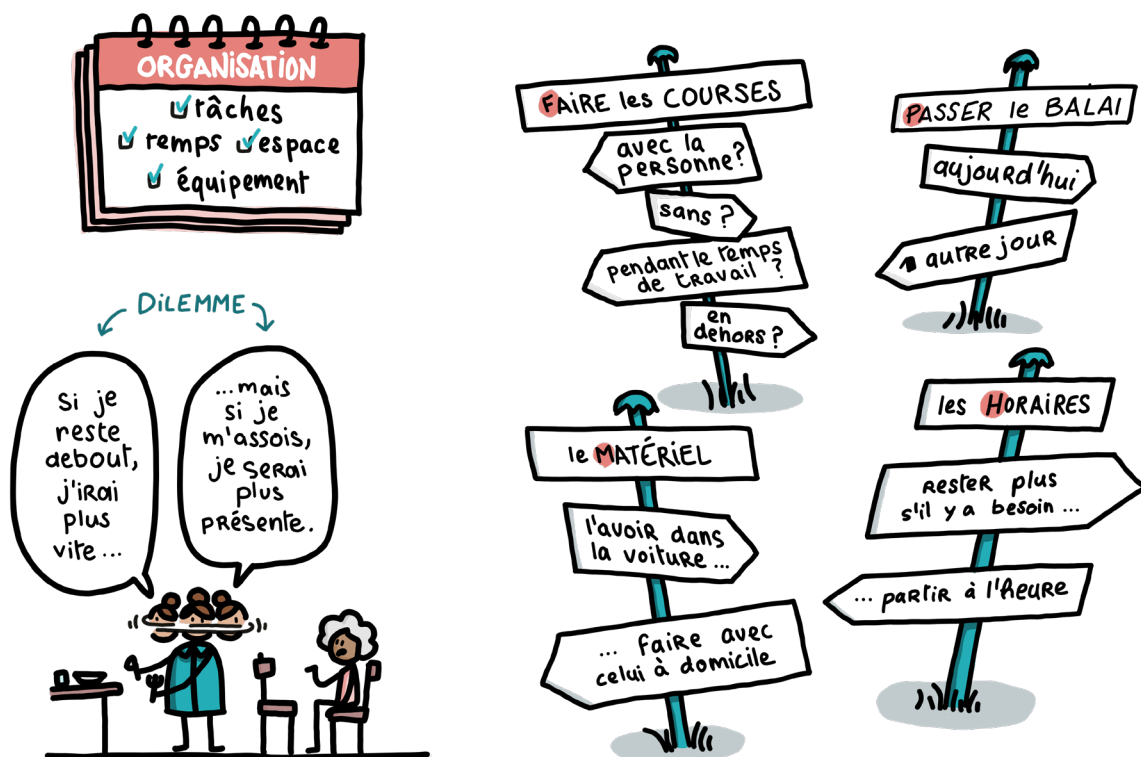 ORGANISATION
tâches
temps espace
équipement
DILEMME
Si je
reste
debout,
j'irai
plus
vite...
...mais
si je
m'assois,
je serai
plus
présente.
FAIRE les COURSES
avec la
personne?
sans ?
pendant le temps
de travail ?
en
dehors ?
PASSER le BALAI
aujourd'hui
1 autre jour
le MATÉRIEL
l'avoir dans
la voiture ...
... faire avec
celui à domicile
les HORAIRES
rester plus
s'il y a besoin ...
... partir à l'heure